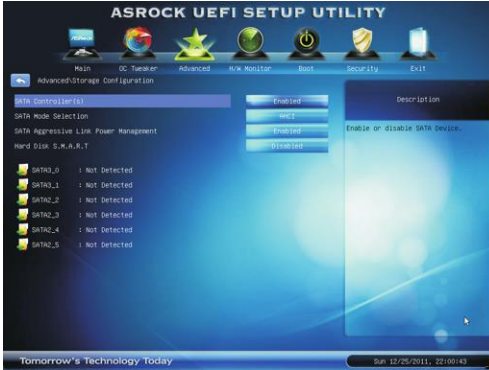 ASROCK UEFI SETUP UTILITY
Main OC Tweaker Advanced H/W Monitor Boot Security Exit
Advanced\Storage Configuration
SATA Controller(s) Enabled
SATA Mode Selection AHCI
SATA Aggressive Link Power Management Enabled
Hard Disk S.M.A.R.T Disabled
SATA3_0 : Not Detected
SATA3_1 : Not Detected
SATA2_2 : Not Detected
SATA2_3 : Not Detected
SATA2_4 : Not Detected
SATA2_5 : Not Detected
Description
Enable or disable SATA Device.
Tomorrow's Technology Today
Sun 12/25/2011, 22:00:43